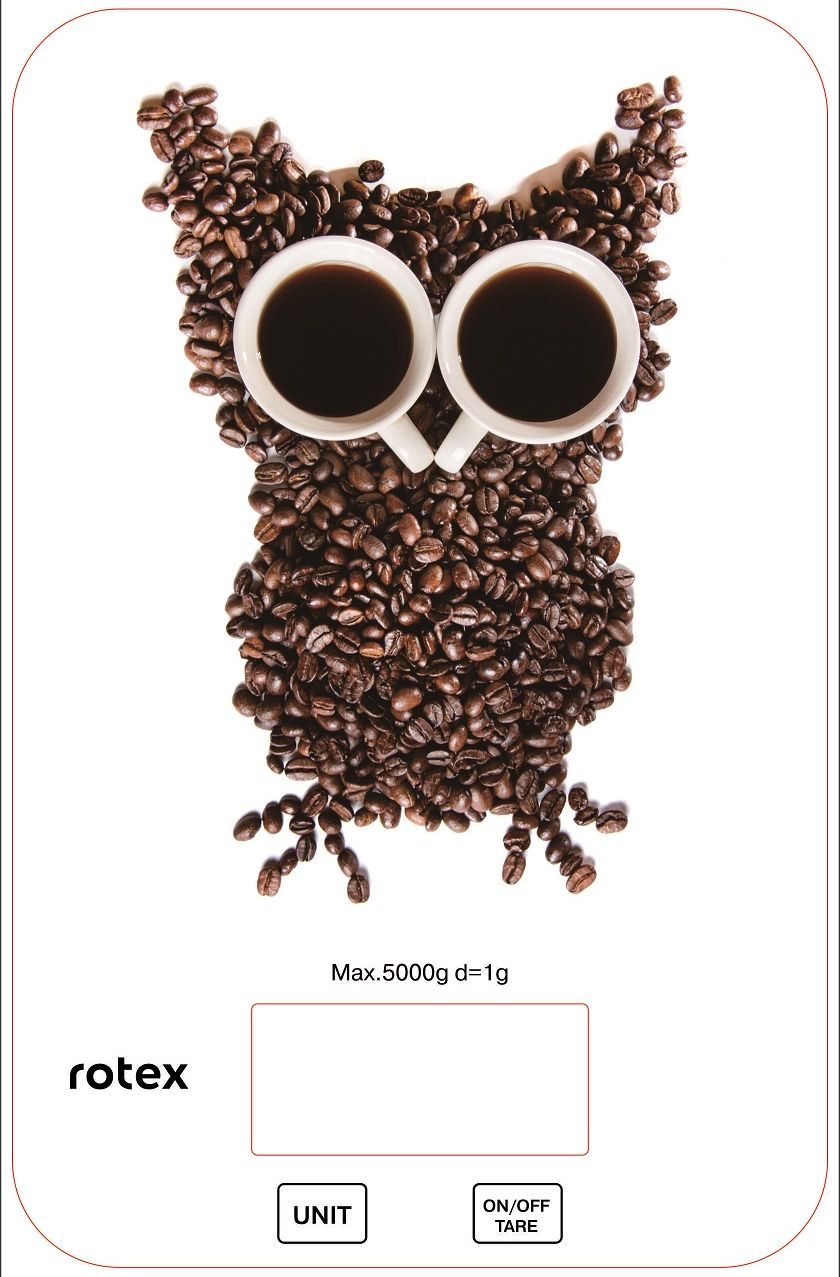 Max.5000g d=1g
rotex
UNIT
ON/OFF
TARE